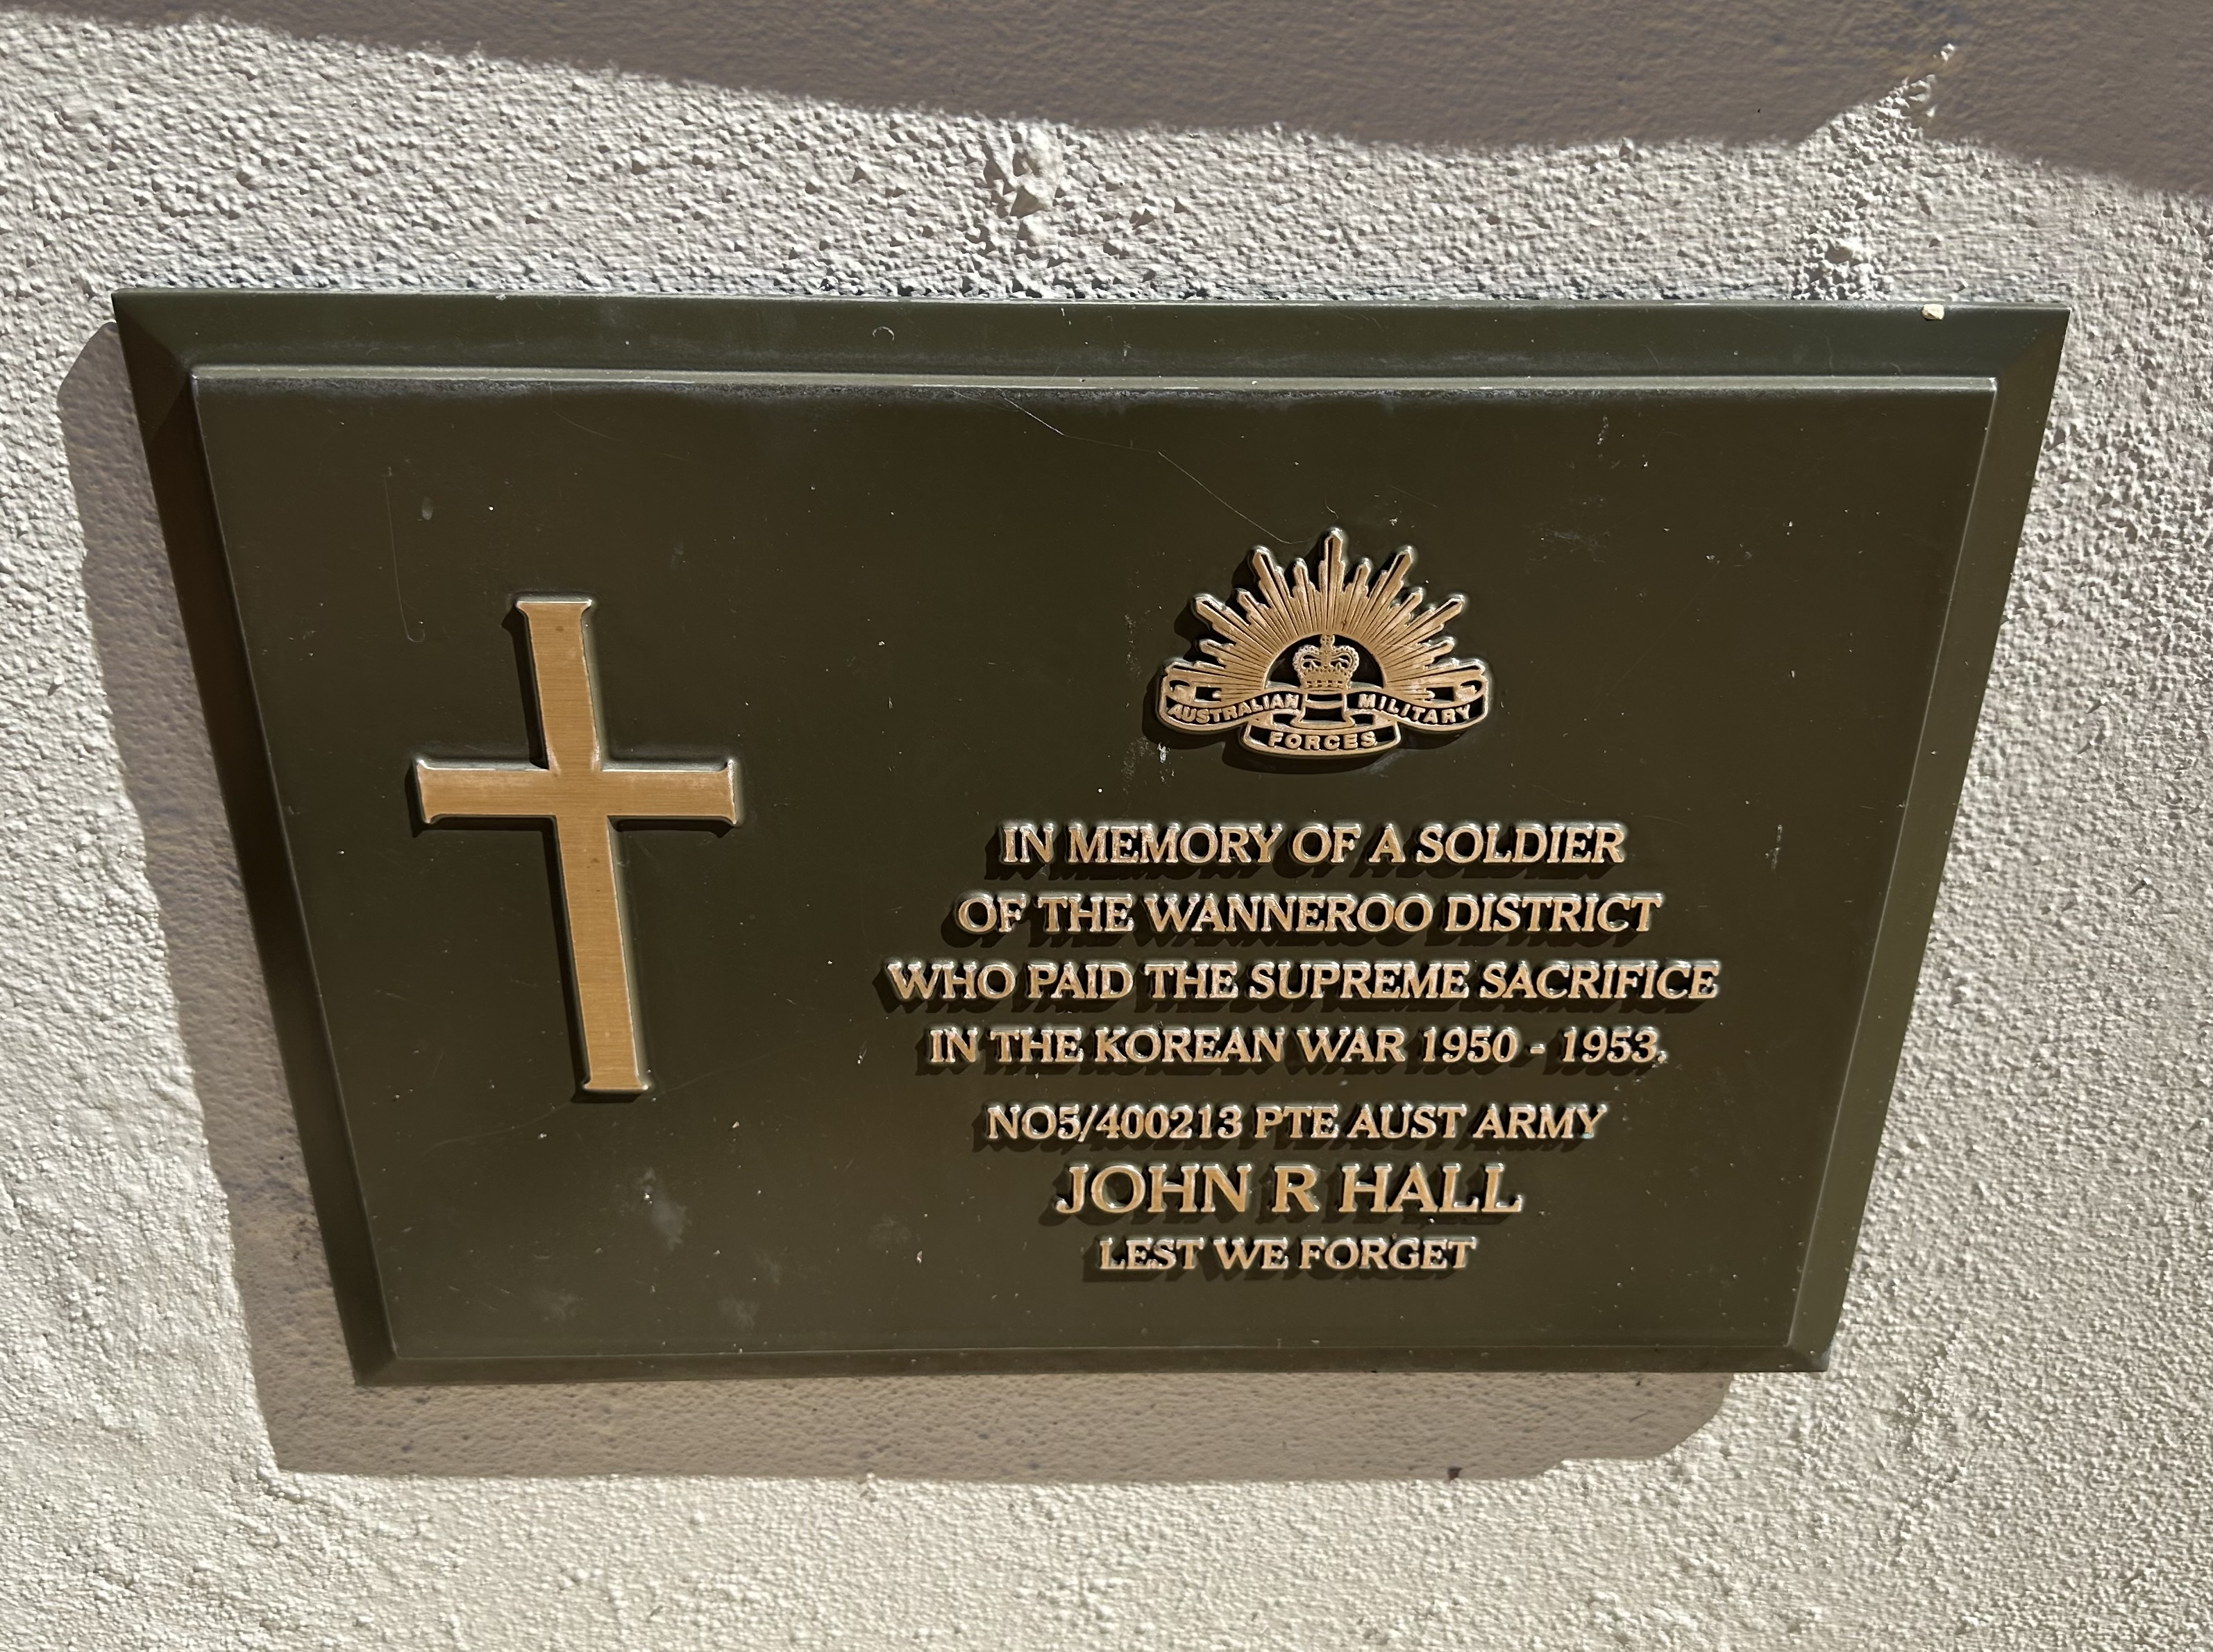 AUSTRALIAN MILITARY
FORCES
IN MEMORY OF A SOLDIER
OF THE WANNEROO DISTRICT
WHO PAID THE SUPREME SACRIFICE
IN THE KOREAN WAR 1950 - 1953.
NO5/400213 PTE AUST ARMY
JOHN R HALL
LEST WE FORGET